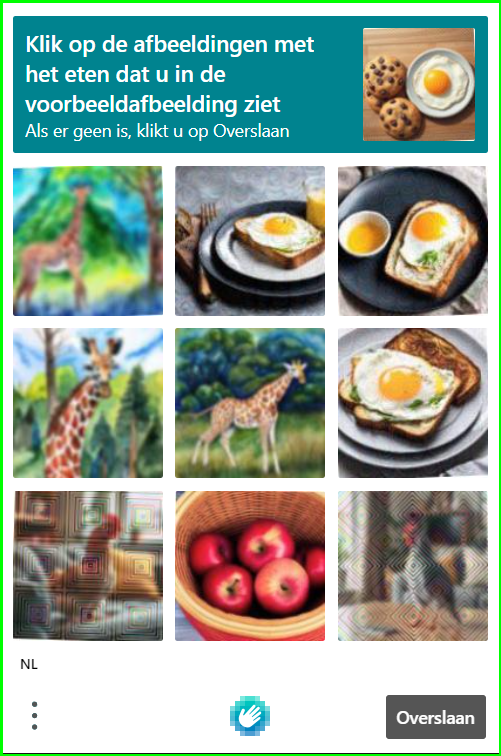 Klik op de afbeeldingen met
het eten dat u in de
voorbeeldafbeelding ziet
Als er geen is, klikt u op Overslaan
NL
Overslaan